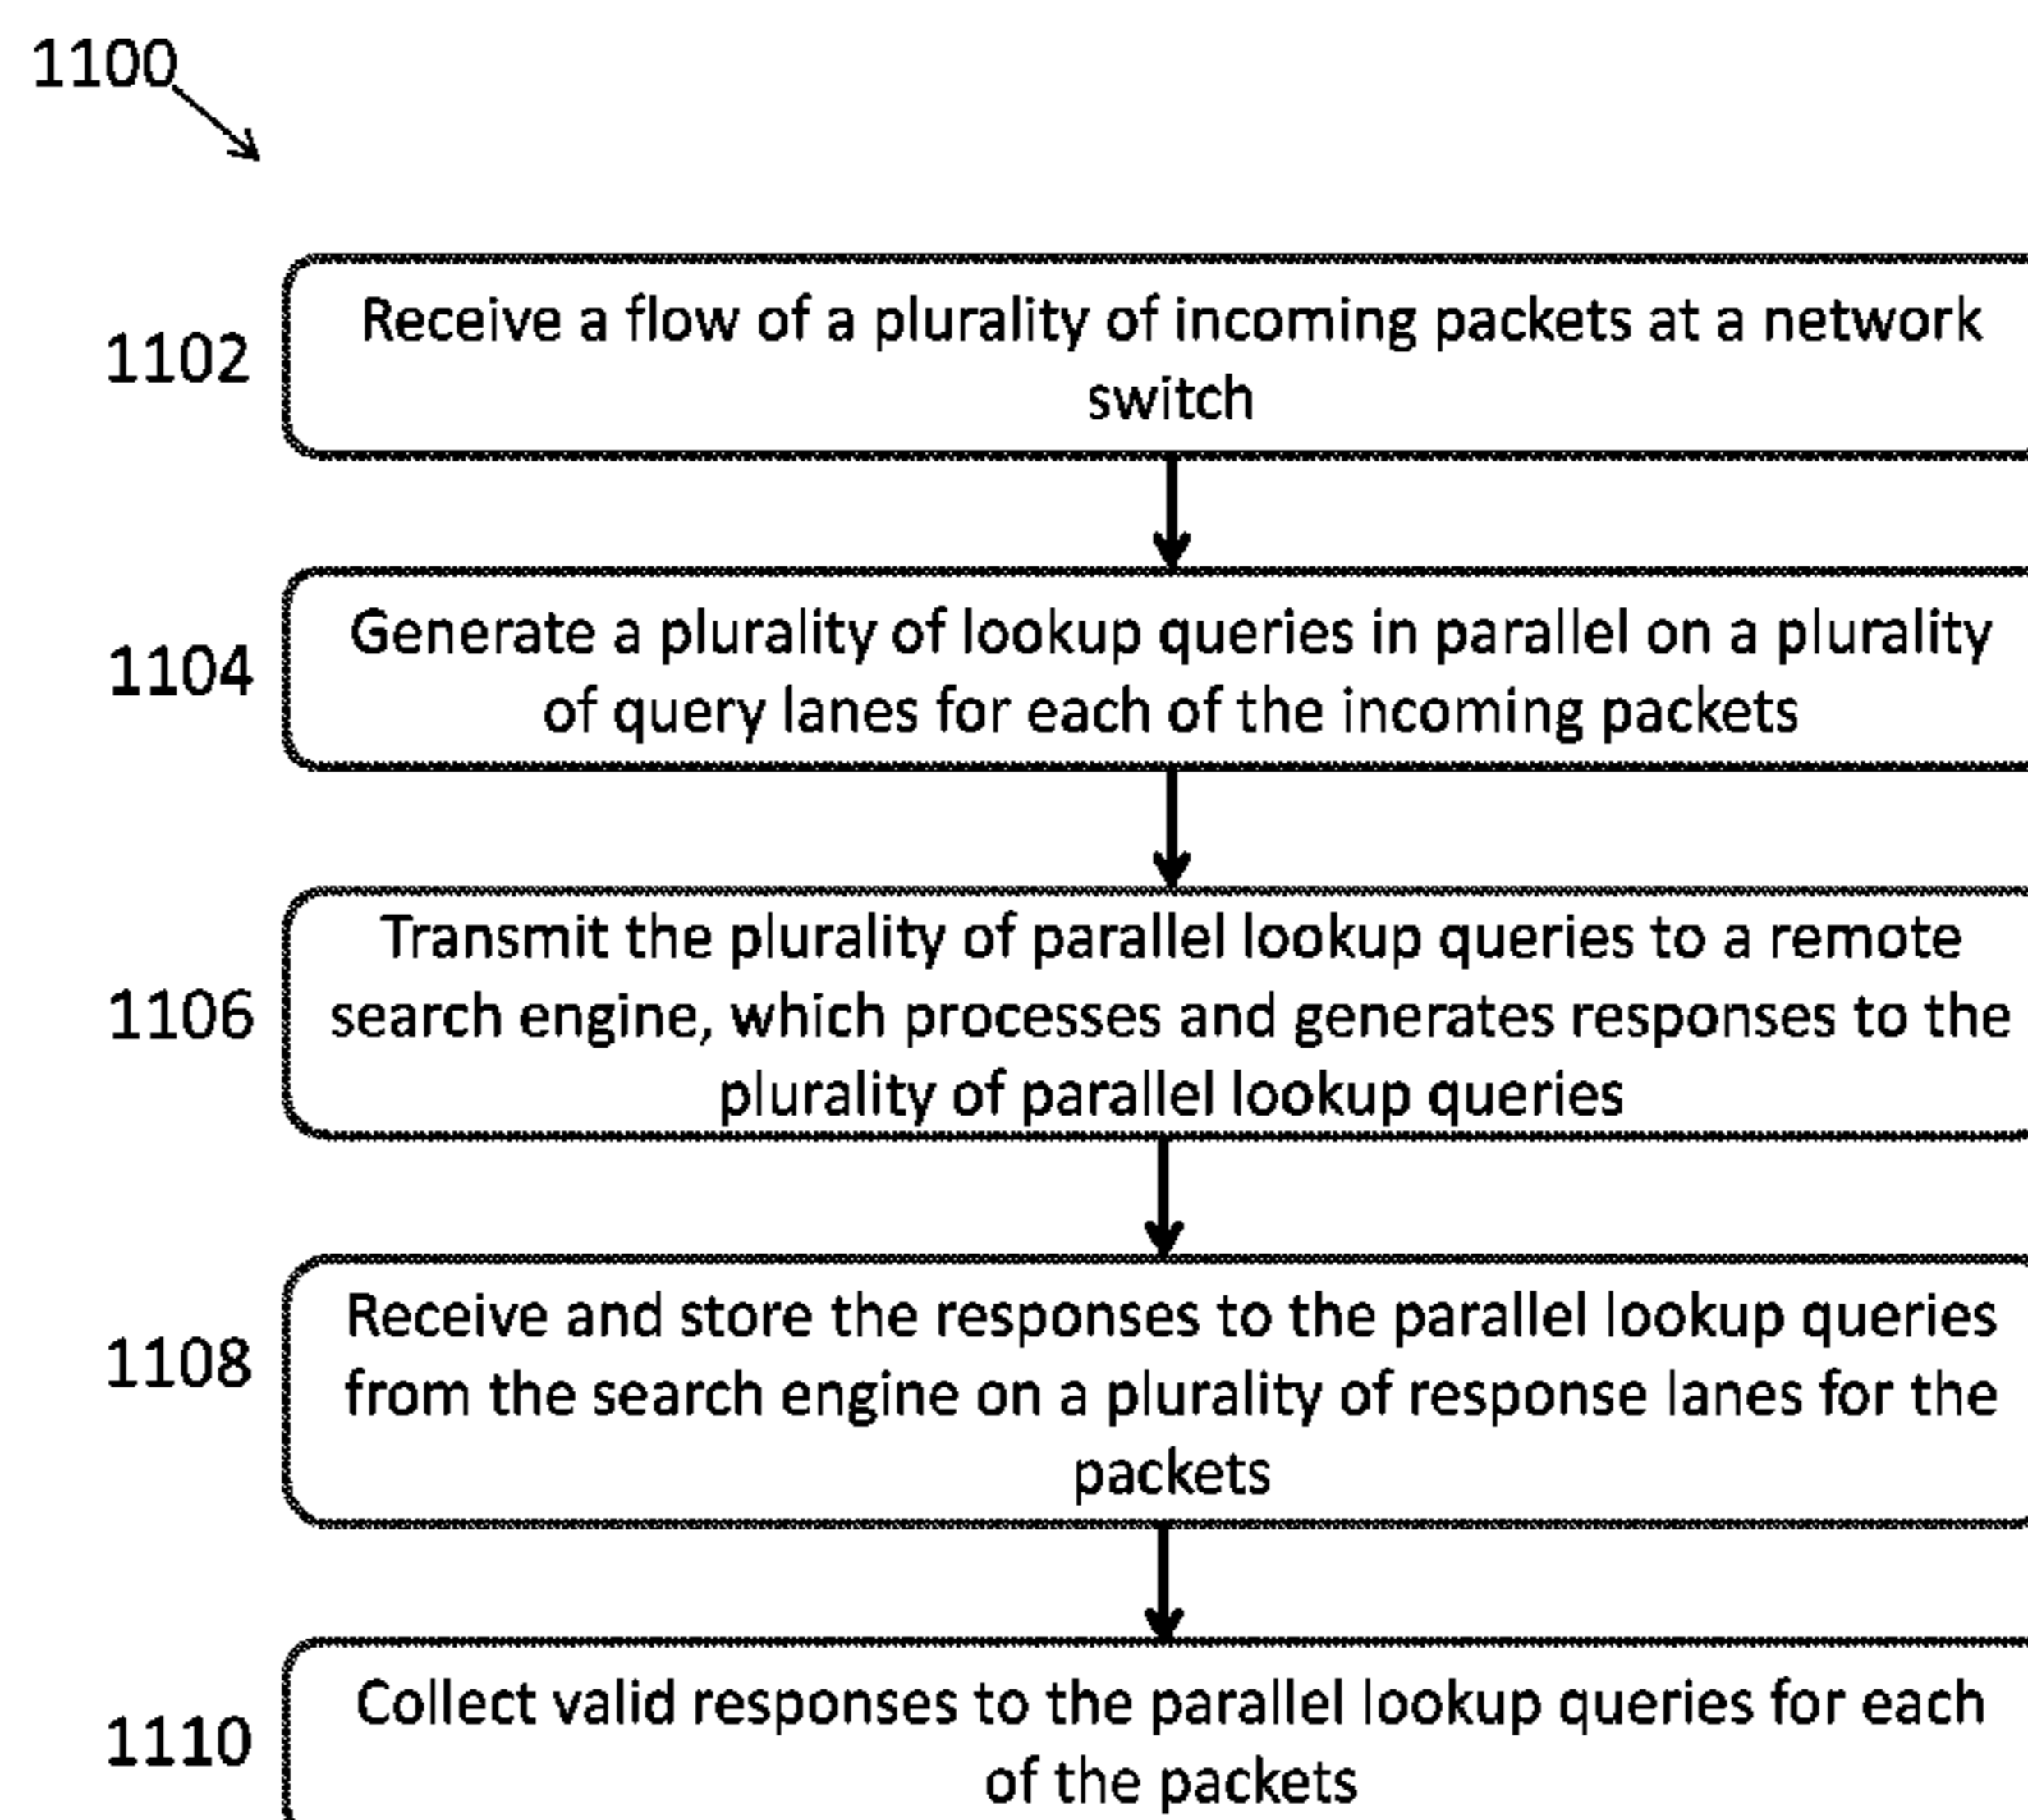 1100
1102
Receive a flow of a plurality of incoming packets at a network
switch
1104
Generate a plurality of lookup queries in parallel on a plurality
of query lanes for each of the incoming packets
1106
Transmit the plurality of parallel lookup queries to a remote
search engine, which processes and generates responses to the
plurality of parallel lookup queries
1108
Receive and store the responses to the parallel lookup queries
from the search engine on a plurality of response lanes for the
packets
1110
Collect valid responses to the parallel lookup queries for each
of the packets